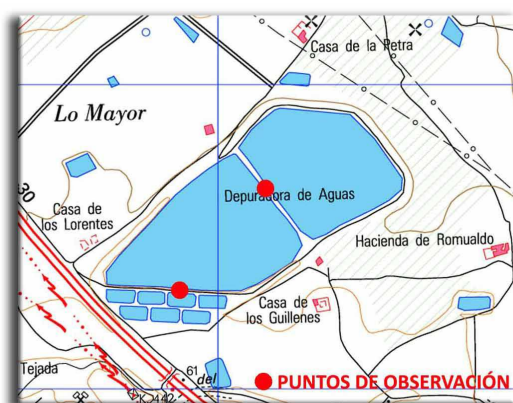 Casa de la Petra
Lo Mayor
30
Depuradora de Aguas
Casa de
los Lorentes
Hacienda de Romualdo
Casa de
los Guillenes
Tejada
61
del
K. 442
PUNTOS DE OBSERVACIÓN